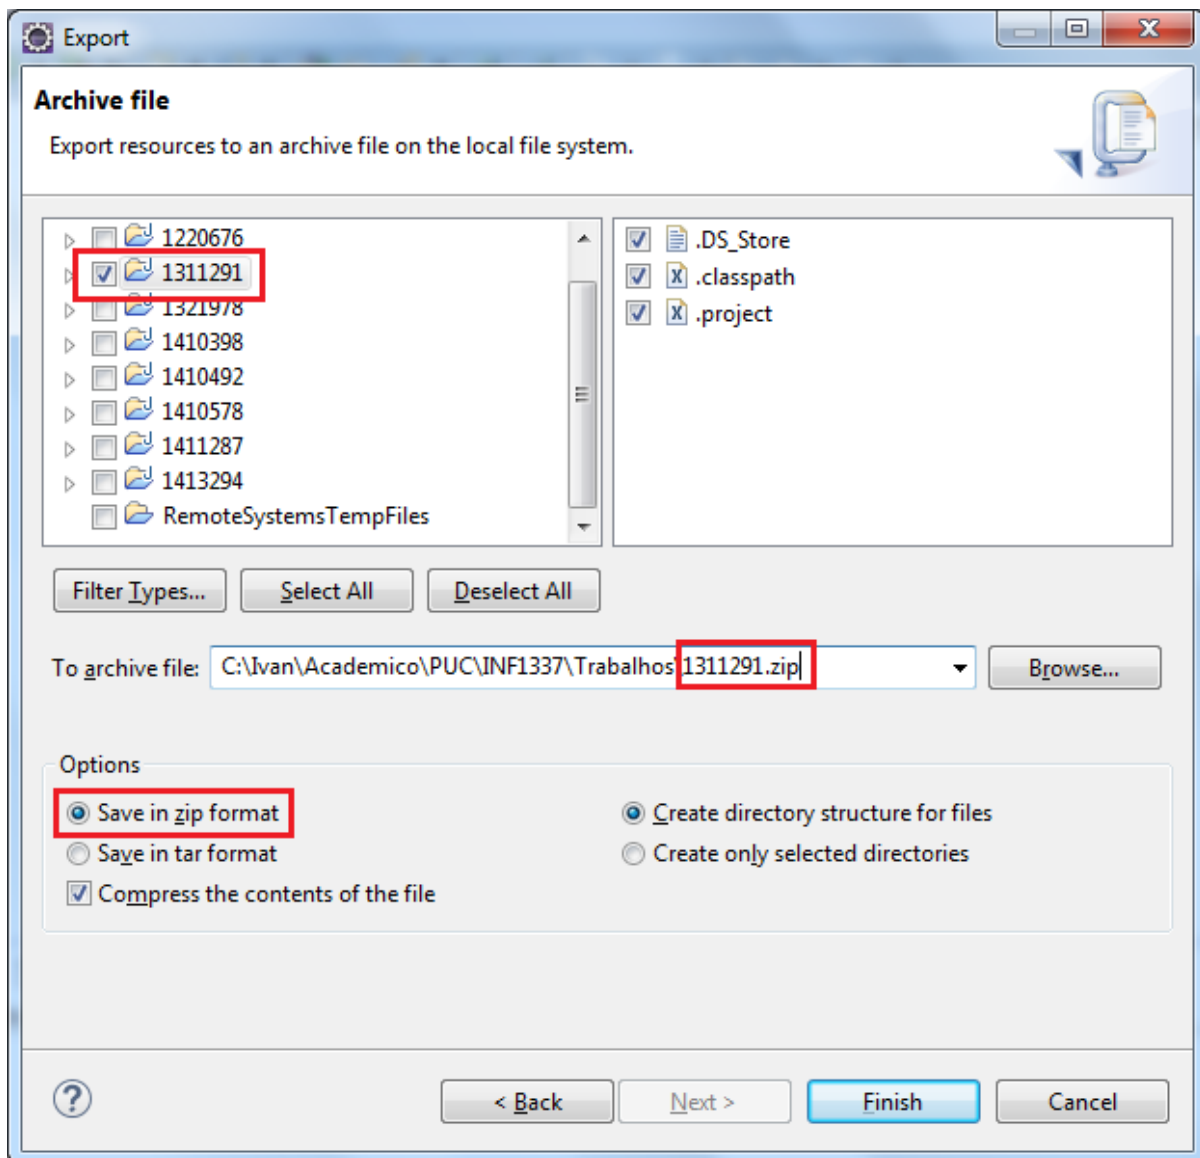 Export
Archive file
Export resources to an archive file on the local file system.
1220676
1311291
1321978
1410398
1410492
1410578
1411287
1413294
RemoteSystemsTempFiles
.DS_Store
.classpath
.project
Filter Types...
Select All
Deselect All
To archive file: C:\Ivan\Academico\PUC\INF1337\Trabalhos\1311291.zip
Browse...
Options
Save in zip format
Create directory structure for files
Save in tar format
Create only selected directories
Compress the contents of the file
?
< Back
Next >
Finish
Cancel